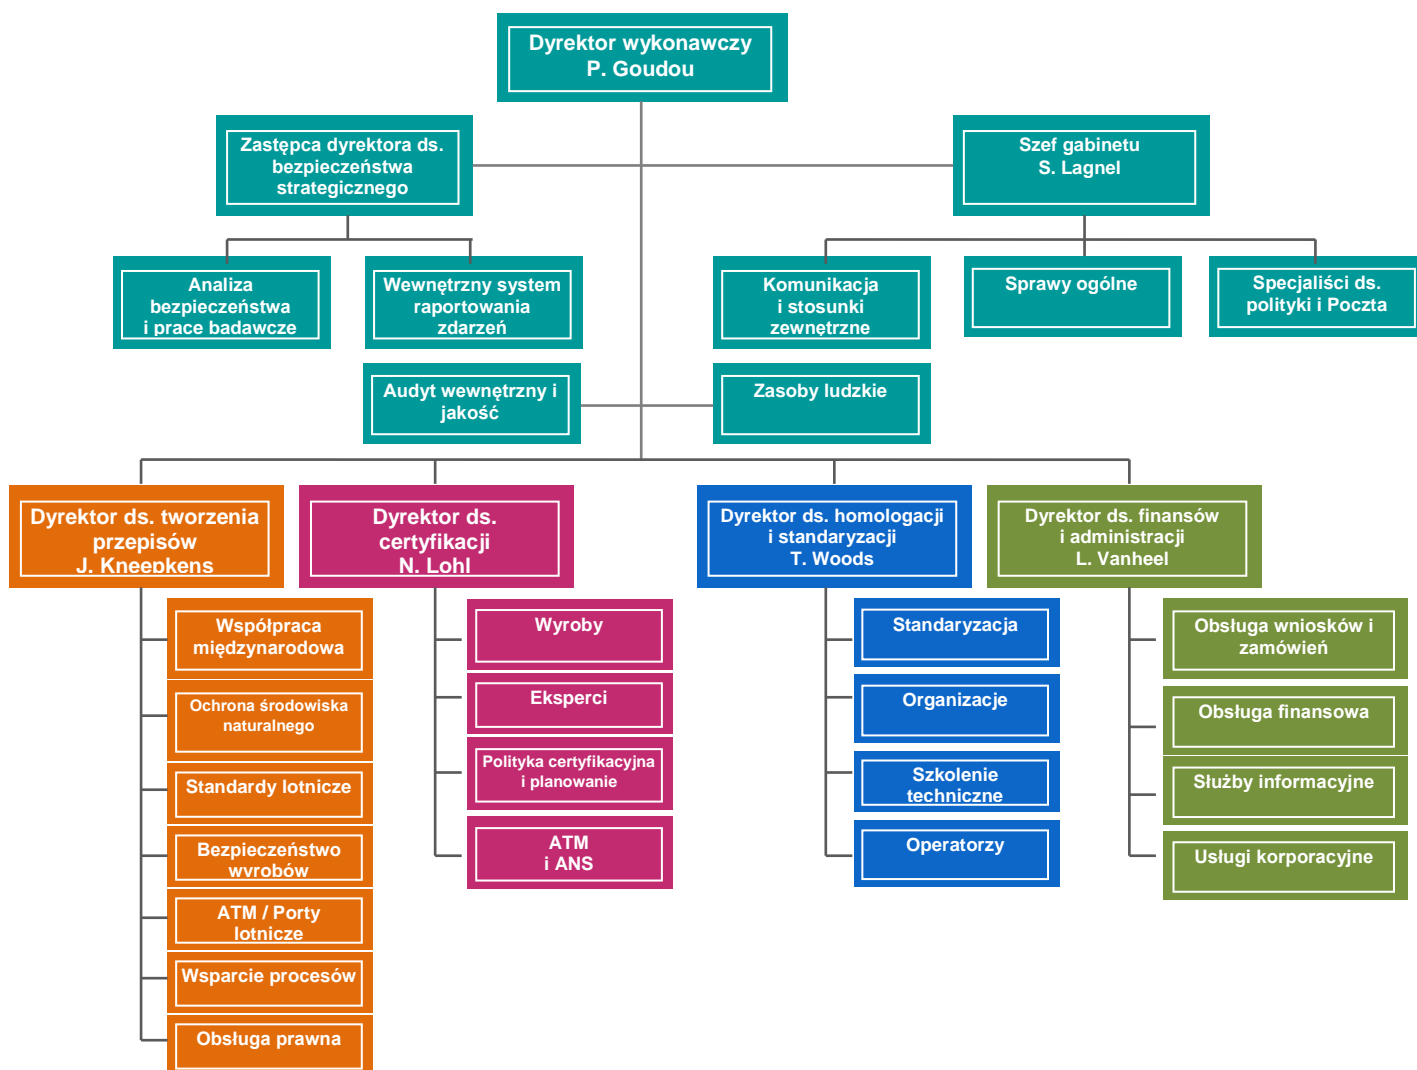 Dyrektor wykonawczy
P. Goudou
Zastępca dyrektora ds.
bezpieczeństwa
strategicznego
Szef gabinetu
S. Lagnel
Analiza
bezpieczeństwa
i prace badawcze
Wewnętrzny system
raportowania
zdarzeń
Komunikacja
i stosunki
zewnętrzne
Sprawy ogólne
Specjaliści ds.
polityki i Poczta
Audyt wewnętrzny i
jakość
Zasoby ludzkie
Dyrektor ds. tworzenia
przepisów
J. Kneepkens
Dyrektor ds.
certyfikacji
N. Lohl
Dyrektor ds. homologacji
i standaryzacji
T. Woods
Dyrektor ds. finansów
i administracji
L. Vanheel
Współpraca
międzynarodowa
Ochrona środowiska
naturalnego
Standardy lotnicze
Bezpieczeństwo
wyrobów
ATM / Porty
lotnicze
Wsparcie procesów
Obsługa prawna
Wyroby
Eksperci
Polityka certyfikacyjna
i planowanie
ATM
i ANS
Standaryzacja
Organizacje
Szkolenie
techniczne
Operatorzy
Obsługa wniosków i
zamówień
Obsługa finansowa
Służby informacyjne
Usługi korporacyjne